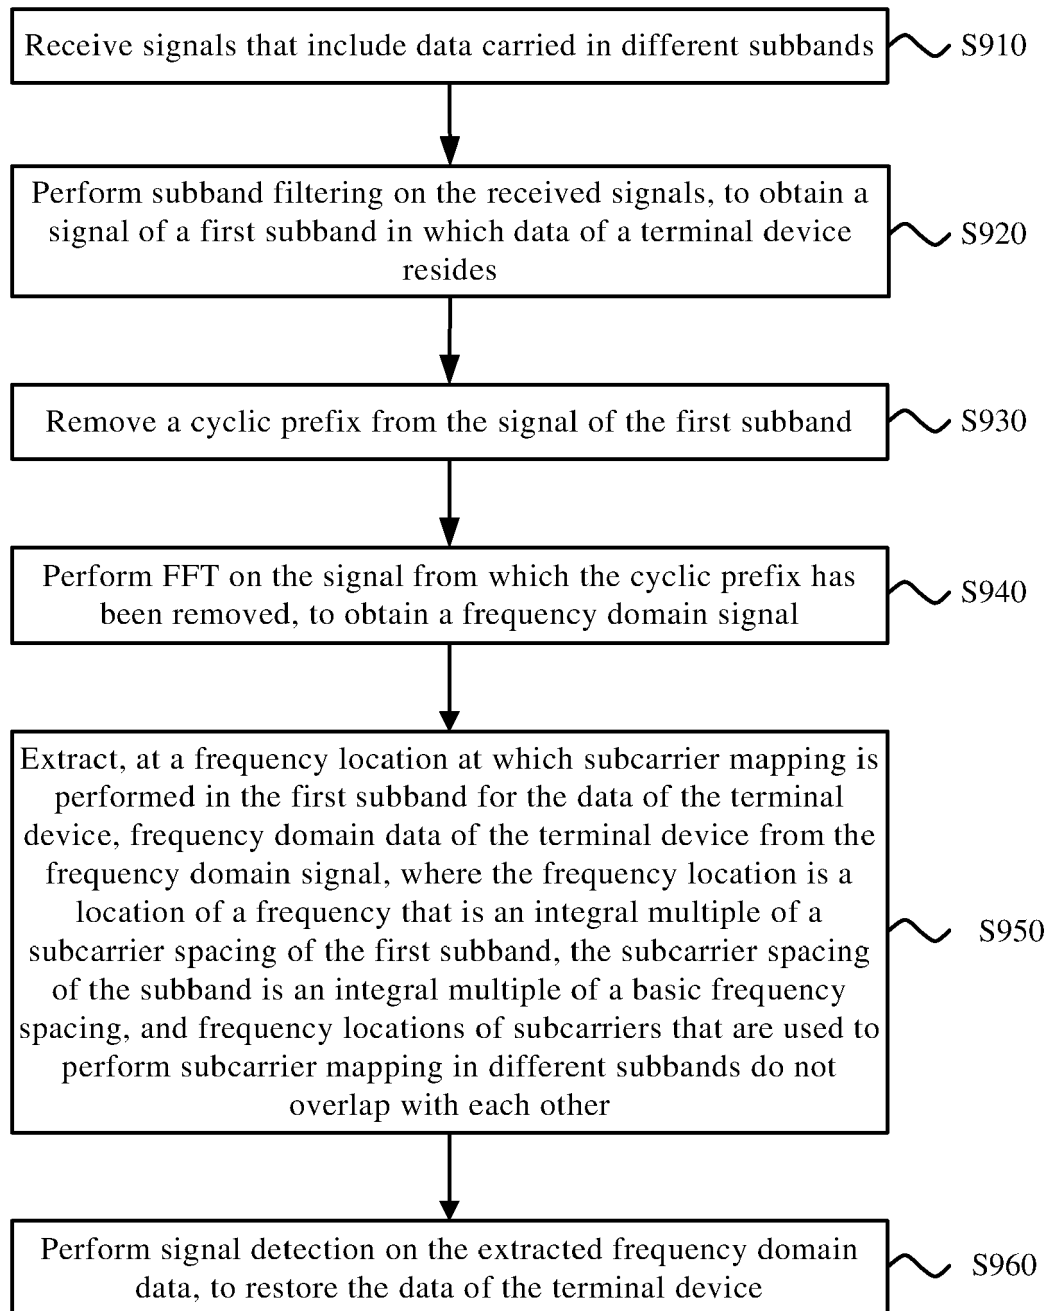 Receive signals that include data carried in different subbands
S910
Perform subband filtering on the received signals, to obtain a
signal of a first subband in which data of a terminal device
resides
S920
Remove a cyclic prefix from the signal of the first subband
S930
Perform FFT on the signal from which the cyclic prefix has
been removed, to obtain a frequency domain signal
S940
Extract, at a frequency location at which subcarrier mapping is
performed in the first subband for the data of the terminal
device, frequency domain data of the terminal device from the
frequency domain signal, where the frequency location is a
location of a frequency that is an integral multiple of a
subcarrier spacing of the first subband, the subcarrier spacing
of the subband is an integral multiple of a basic frequency
spacing, and frequency locations of subcarriers that are used to
perform subcarrier mapping in different subbands do not
overlap with each other
S950
Perform signal detection on the extracted frequency domain
data, to restore the data of the terminal device
S960